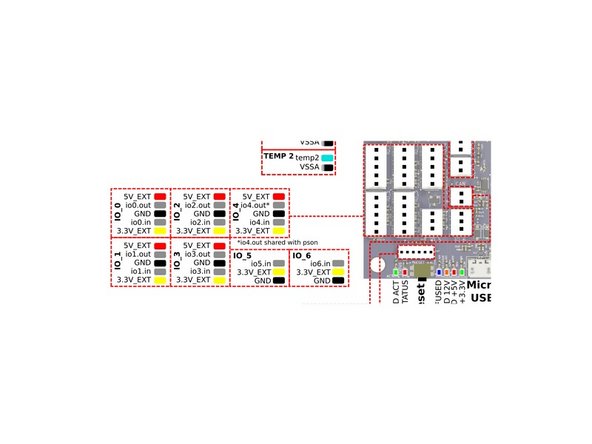 VSSA
TEMP 2 temp2
VSSA
IO_0
5V_EXT
io0.out
GND
io0.in
3.3V_EXT
IO_2
5V_EXT
io2.out
GND
io2.in
3.3V_EXT
IO_4
5V_EXT
io4.out*
GND
io4.in
3.3V_EXT
*io4.out shared with pson
IO_1
5V_EXT
io1.out
GND
io1.in
3.3V_EXT
IO_3
5V_EXT
io3.out
GND
io3.in
3.3V_EXT
IO_5
io5.in
3.3V_EXT
GND
IO_6
io6.in
3.3V_EXT
GND
RESET
D ACT
TATUS
set
FUSED
D 12V
D +5V
+3.3V
Micr
USE